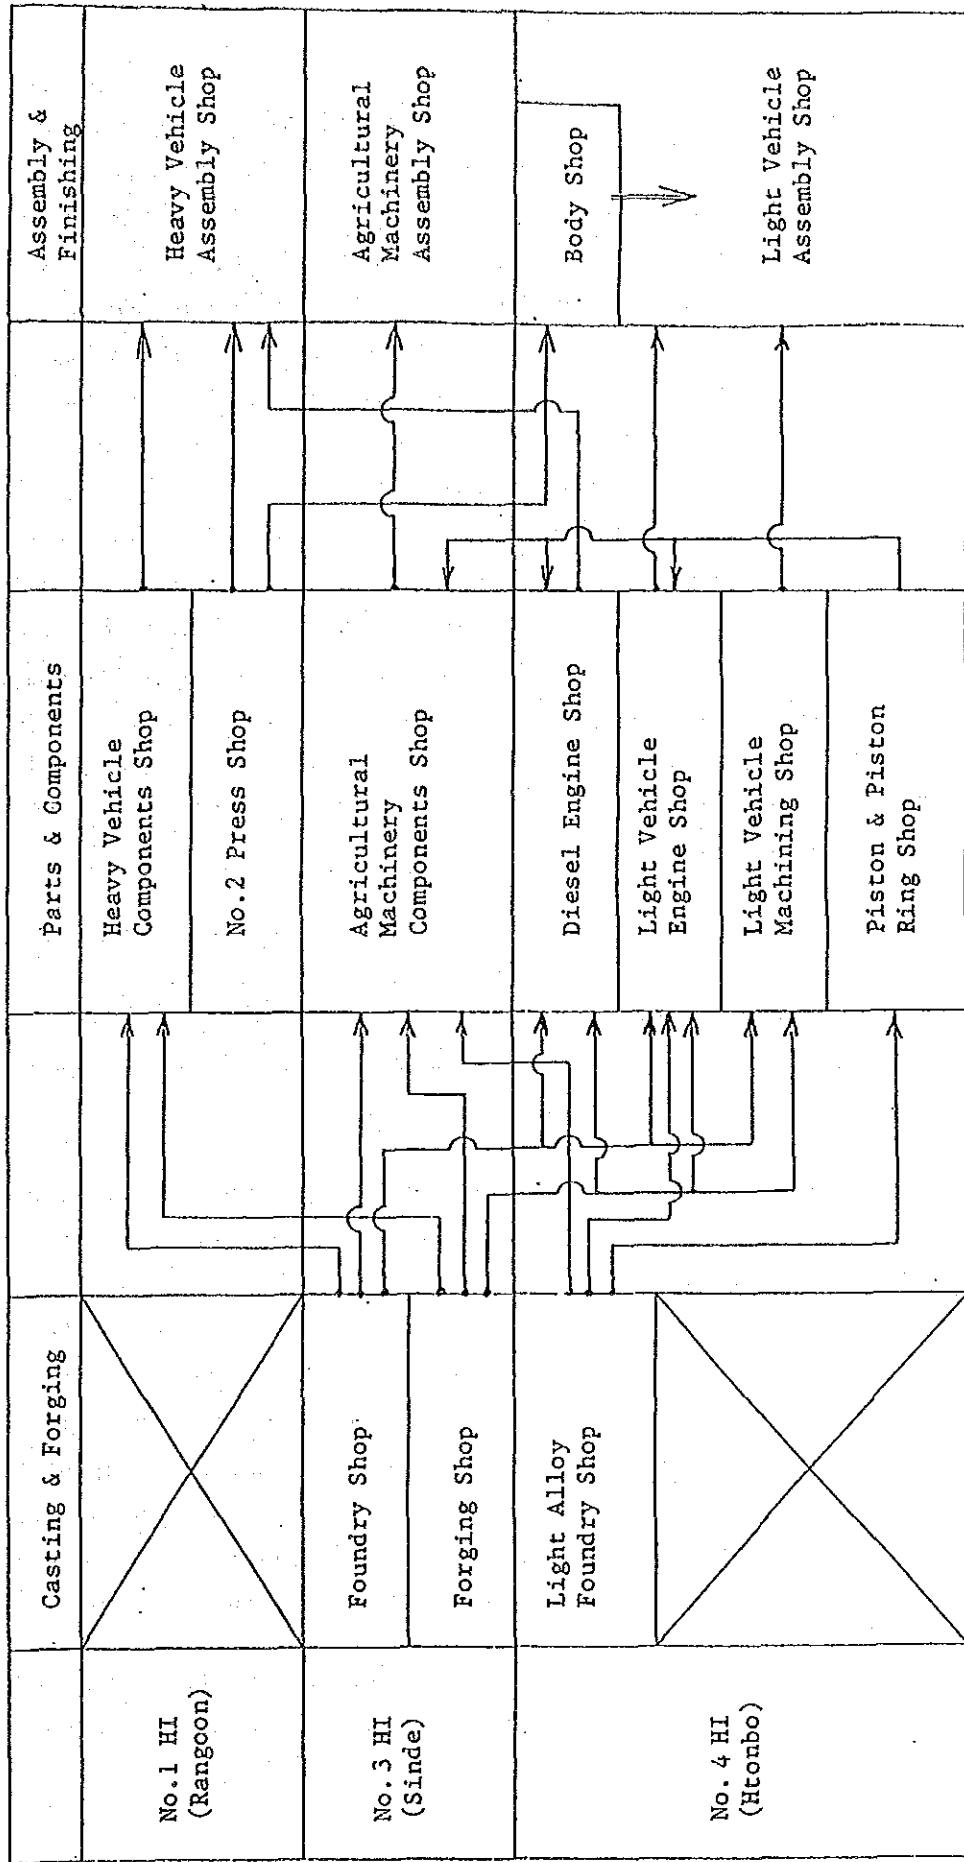 Casting & Forging
Parts & Components
Assembly &
Finishing
No.1 HI
(Rangoon)
Heavy Vehicle
Components Shop
No.2 Press Shop
Heavy Vehicle
Assembly Shop
No.3 HI
(Sinde)
Foundry Shop
Forging Shop
Agricultural
Machinery
Components Shop
Agricultural
Machinery
Assembly Shop
No.4 HI
(Htonbo)
Light Alloy
Foundry Shop
Diesel Engine Shop
Light Vehicle
Engine Shop
Light Vehicle
Machining Shop
Piston & Piston
Ring Shop
Body Shop
Light Vehicle
Assembly Shop